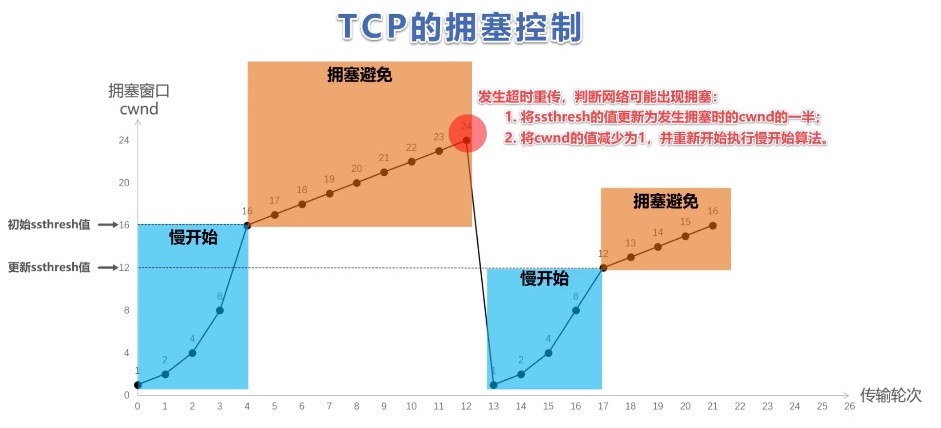 TCP的拥塞控制
拥塞窗口
cwnd
拥塞避免
发生超时重传，判断网络可能出现拥塞：
1. 将ssthresh的值更新为发生拥塞时的cwnd的一半；
2. 将cwnd的值减少为1，并重新开始执行慢开始算法。
24
20
初始ssthresh值
16
更新ssthresh值
12
8
4
0
慢开始
1
2
4
8
16
17
18
19
20
21
22
23
24
慢开始
1
2
4
8
拥塞避免
12
13
14
15
16
0 1 2 3 4 5 6 7 8 9 10 11 12 13 14 15 16 17 18 19 20 21 22 23 24 25 26
传输轮次